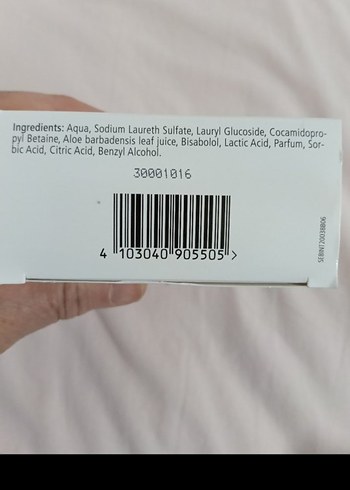 Ingredients: Aqua, Sodium Laureth Sulfate, Lauryl Glucoside, Cocamidopro-
pyl Betaine, Aloe barbadensis leaf juice, Bisabolol, Lactic Acid, Parfum, Sor-
bic Acid, Citric Acid, Benzyl Alcohol.
30001016
4 103040 905505 >